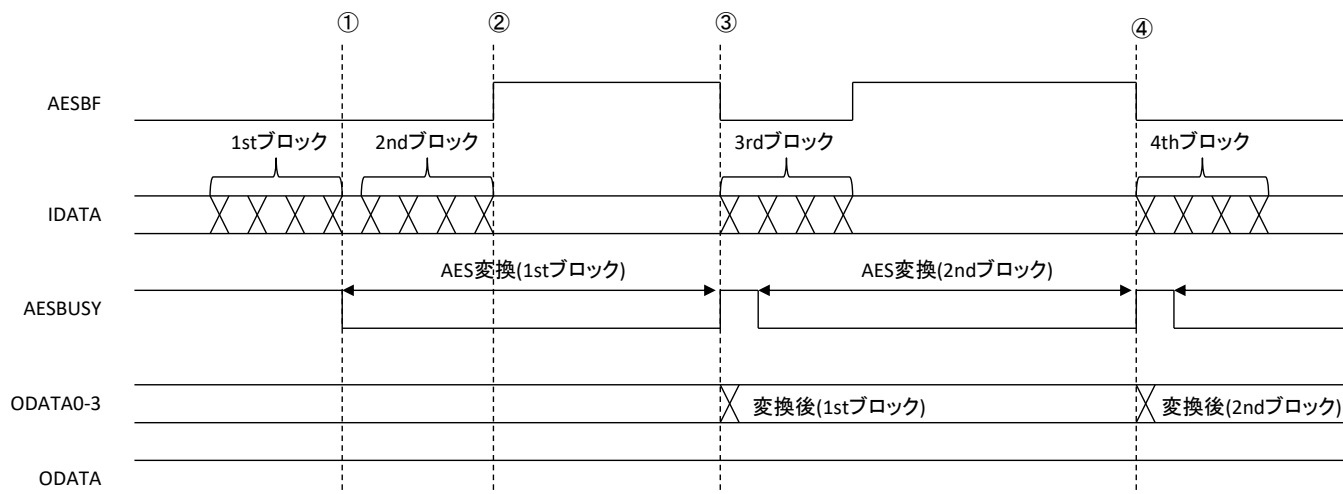 ① ② ③ ④
AESBF
1stブロック 2ndブロック 3rdブロック 4thブロック
IDATA
AES変換(1stブロック) AES変換(2ndブロック)
AESBUSY
ODATA0-3 変換後(1stブロック) 変換後(2ndブロック)
ODATA